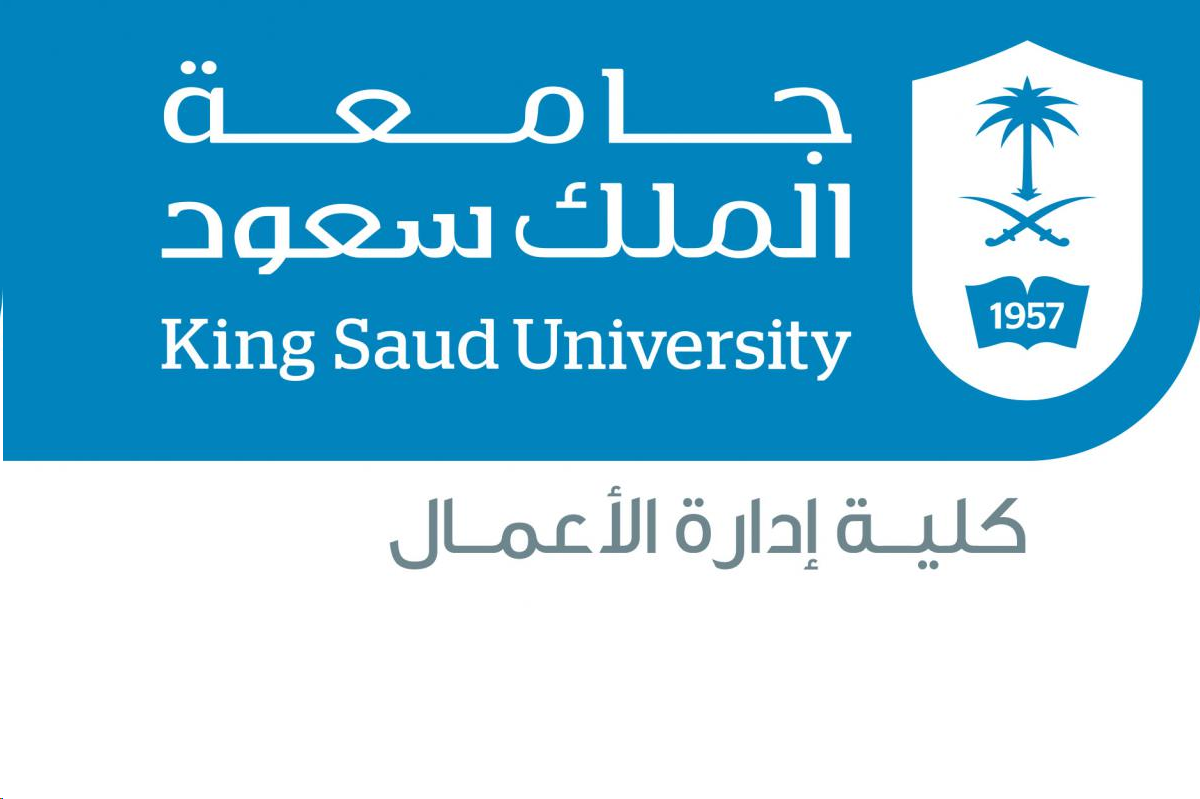 جامعة
الملك سعود
King Saud University
1957
كلية إدارة الأعمال